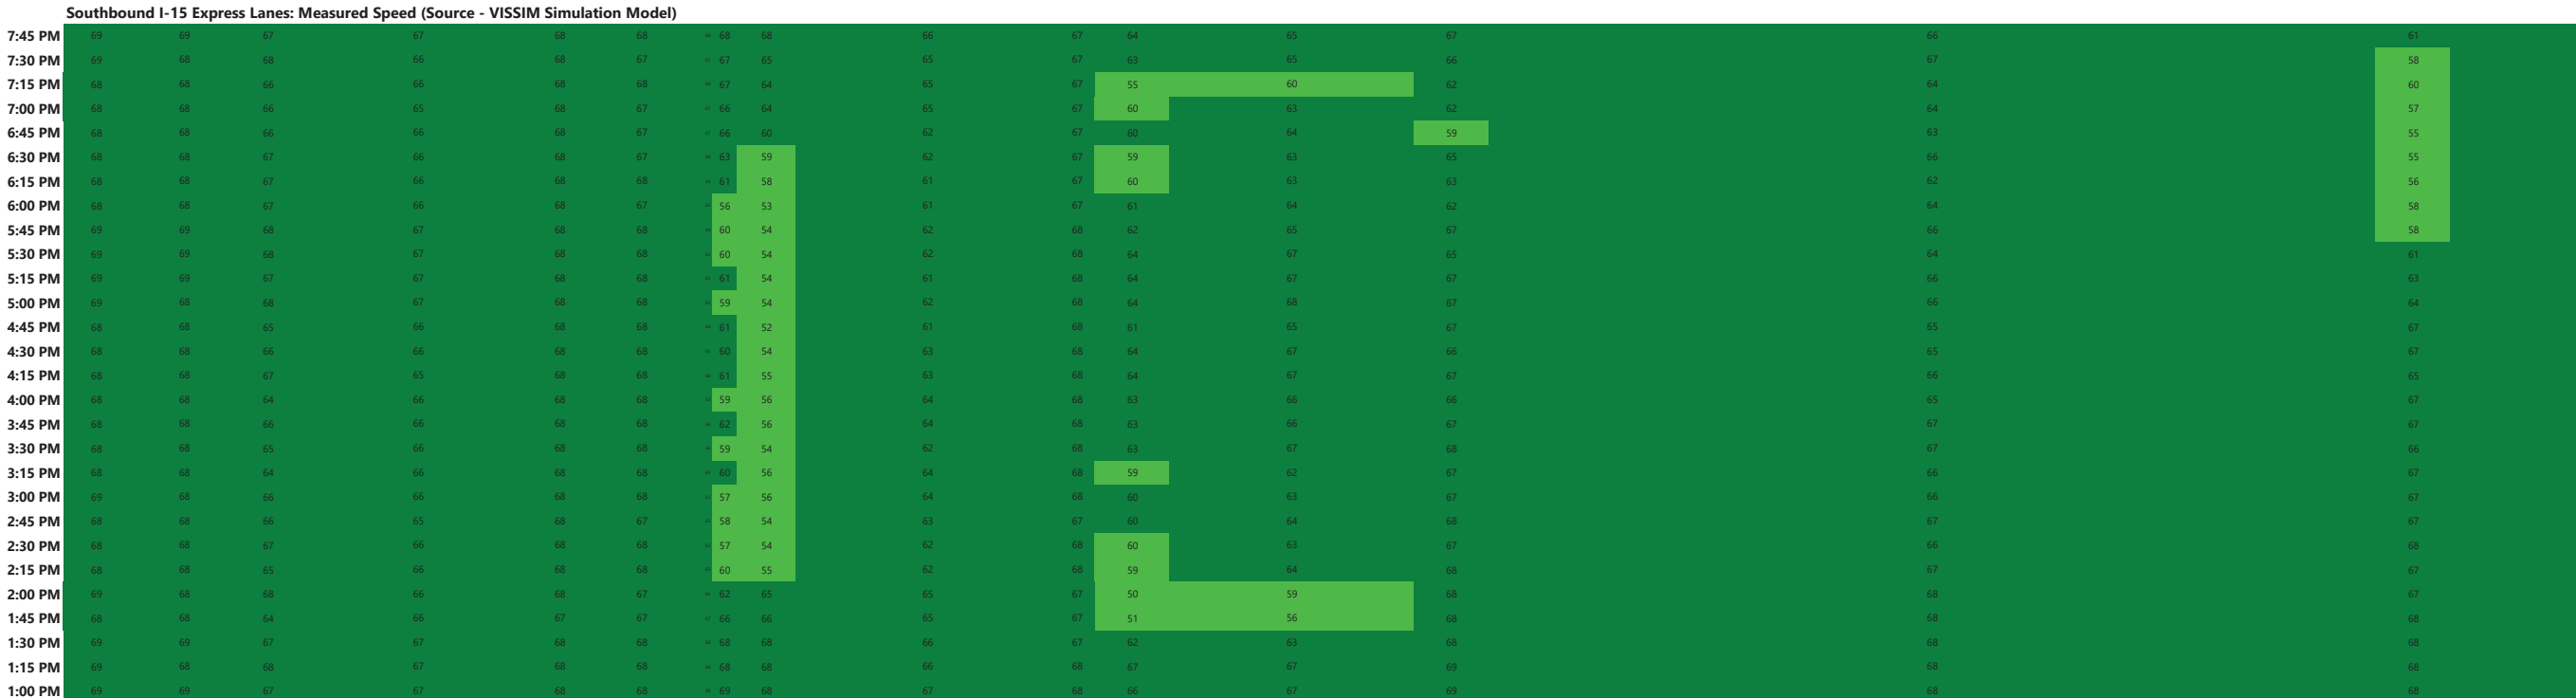 Southbound I-15 Express Lanes: Measured Speed (Source - VISSIM Simulation Model)
7:45 PM 69 69 67 67 68 68 68 68 66 67 64 65 67 66 61
7:30 PM 69 68 68 66 68 67 67 65 65 67 63 65 66 67 58
7:15 PM 68 68 66 66 68 68 67 64 65 67 55 60 62 64 60
7:00 PM 68 68 66 65 68 67 66 64 65 67 60 63 62 64 57
6:45 PM 68 68 66 66 68 67 66 60 62 67 60 64 59 63 55
6:30 PM 68 68 67 66 68 67 63 59 62 67 59 63 65 66 55
6:15 PM 68 68 67 66 68 68 61 58 61 67 60 63 63 62 56
6:00 PM 68 68 67 66 68 67 56 53 61 67 61 64 62 64 58
5:45 PM 69 69 68 67 68 68 60 54 62 68 62 65 67 66 58
5:30 PM 69 69 68 67 68 68 60 54 62 68 64 67 65 64 61
5:15 PM 69 69 67 67 68 68 61 54 61 68 64 67 67 66 63
5:00 PM 69 68 68 67 68 68 59 54 62 68 64 68 67 66 64
4:45 PM 68 68 65 66 68 68 61 52 61 68 61 65 67 65 67
4:30 PM 68 68 66 66 68 68 60 54 63 68 64 67 66 65 67
4:15 PM 68 68 67 65 68 68 61 55 63 68 64 67 67 66 65
4:00 PM 68 68 64 66 68 68 59 56 64 68 63 66 66 65 67
3:45 PM 68 68 66 66 68 68 62 56 64 68 63 66 67 67 67
3:30 PM 68 68 65 66 68 68 59 54 62 68 63 67 68 67 66
3:15 PM 68 68 64 66 68 68 60 56 64 68 59 62 67 66 67
3:00 PM 69 68 66 66 68 68 57 56 64 68 60 63 67 66 67
2:45 PM 68 68 66 65 68 67 58 54 63 67 60 64 68 67 67
2:30 PM 68 68 67 66 68 68 57 54 62 68 60 63 67 66 68
2:15 PM 68 68 65 66 68 68 60 55 62 68 59 64 68 67 67
2:00 PM 69 68 68 66 68 67 62 65 65 67 50 59 68 68 67
1:45 PM 68 68 64 66 67 67 66 66 65 67 51 56 68 68 68
1:30 PM 69 69 67 67 68 68 68 68 66 67 62 63 68 68 68
1:15 PM 69 68 68 67 68 68 68 68 66 68 67 67 69 68 68
1:00 PM 69 69 67 67 68 68 69 68 67 68 66 67 69 68 68